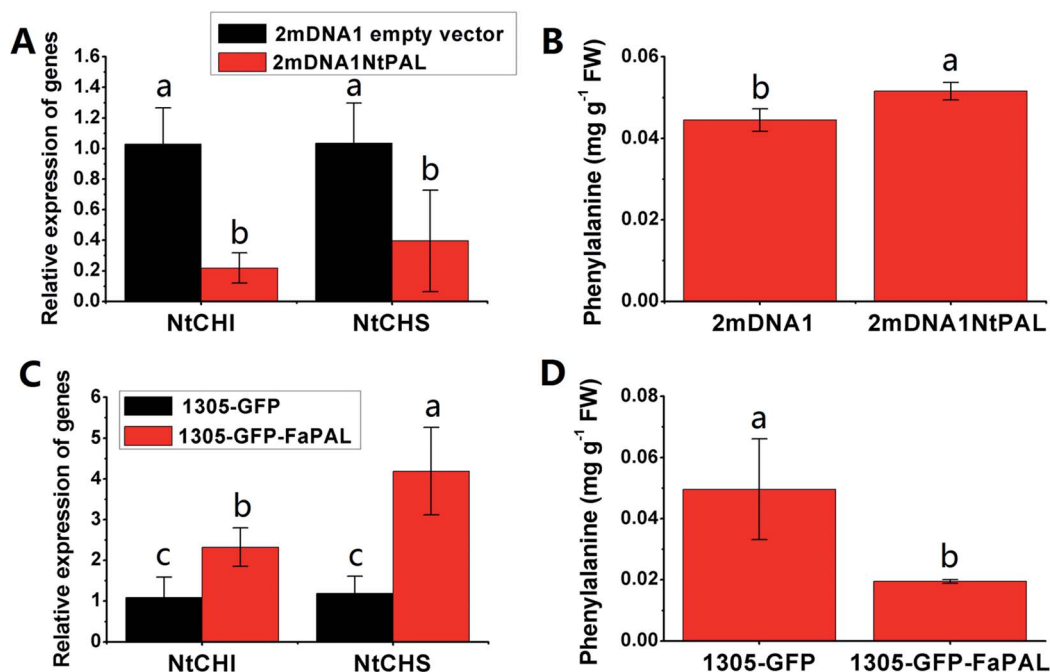 A
2mDNA1 empty vector
2mDNA1NtPAL
Relative expression of genes
1.6
1.4
1.2
1.0
0.8
0.6
0.4
0.2
0.0
a
b
a
b
NtCHI NtCHS
B
Phenylalanine (mg g⁻¹ FW)
0.06
0.04
0.02
0.00
b
a
2mDNA1 2mDNA1NtPAL
C
1305-GFP
1305-GFP-FaPAL
Relative expression of genes
6
5
4
3
2
1
0
c
b
c
a
NtCHI NtCHS
D
Phenylalanine (mg g⁻¹ FW)
0.08
0.06
0.04
0.02
0.00
a
b
1305-GFP 1305-GFP-FaPAL